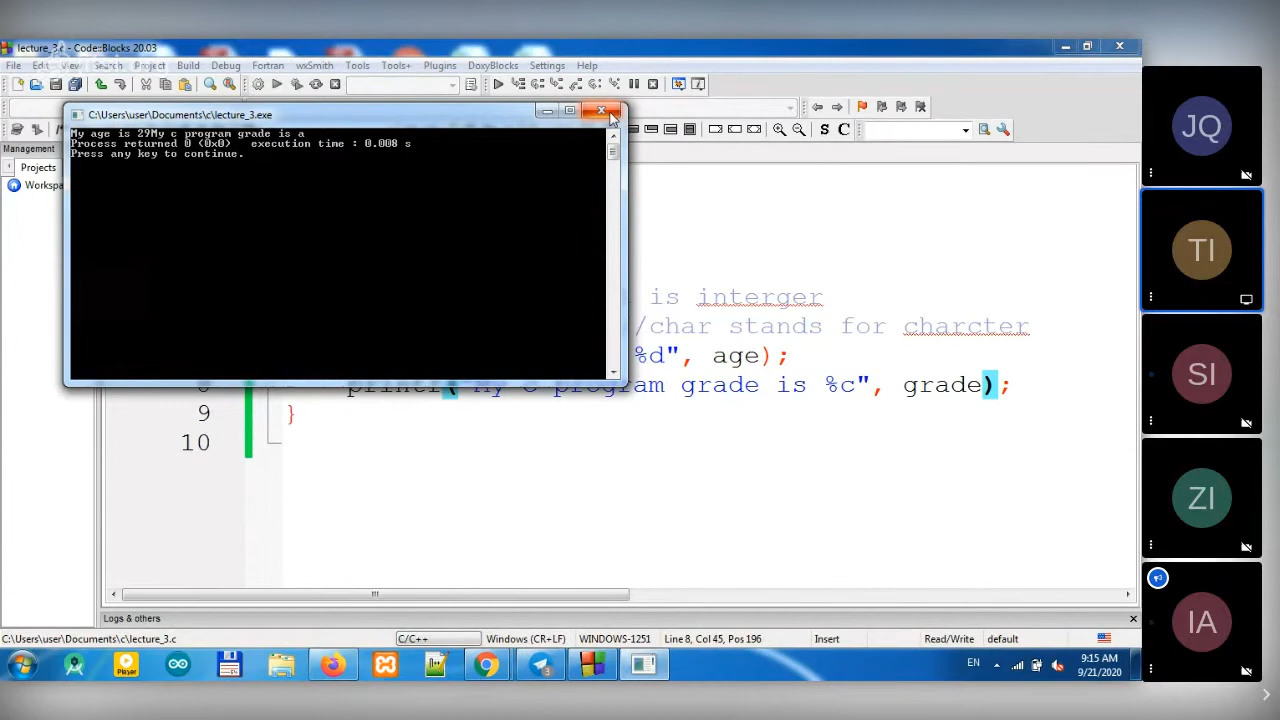 lecture_3.c - Code::Blocks 20.03
File Edit View Search Project Build Debug Fortran wxSmith Tools Tools+ Plugins DoxyBlocks Settings Help
C:\Users\user\Documents\c\lecture_3.exe
S C
My age is 29My c program grade is a
Process returned 0 (0x0) execution time : 0.008 s
Press any key to continue.
Management
Projects
Workspa
is interger
/char stands for charcter
%d", age);
printf("My c program grade is %c", grade);
9 }
10
Logs & others
C:\Users\user\Documents\c\lecture_3.c C/C++ Windows (CR+LF) WINDOWS-1251 Line 8, Col 45, Pos 196 Insert Read/Write default
Player
3
EN
9:15 AM
9/21/2020
JQ
TI
SI
ZI
IA